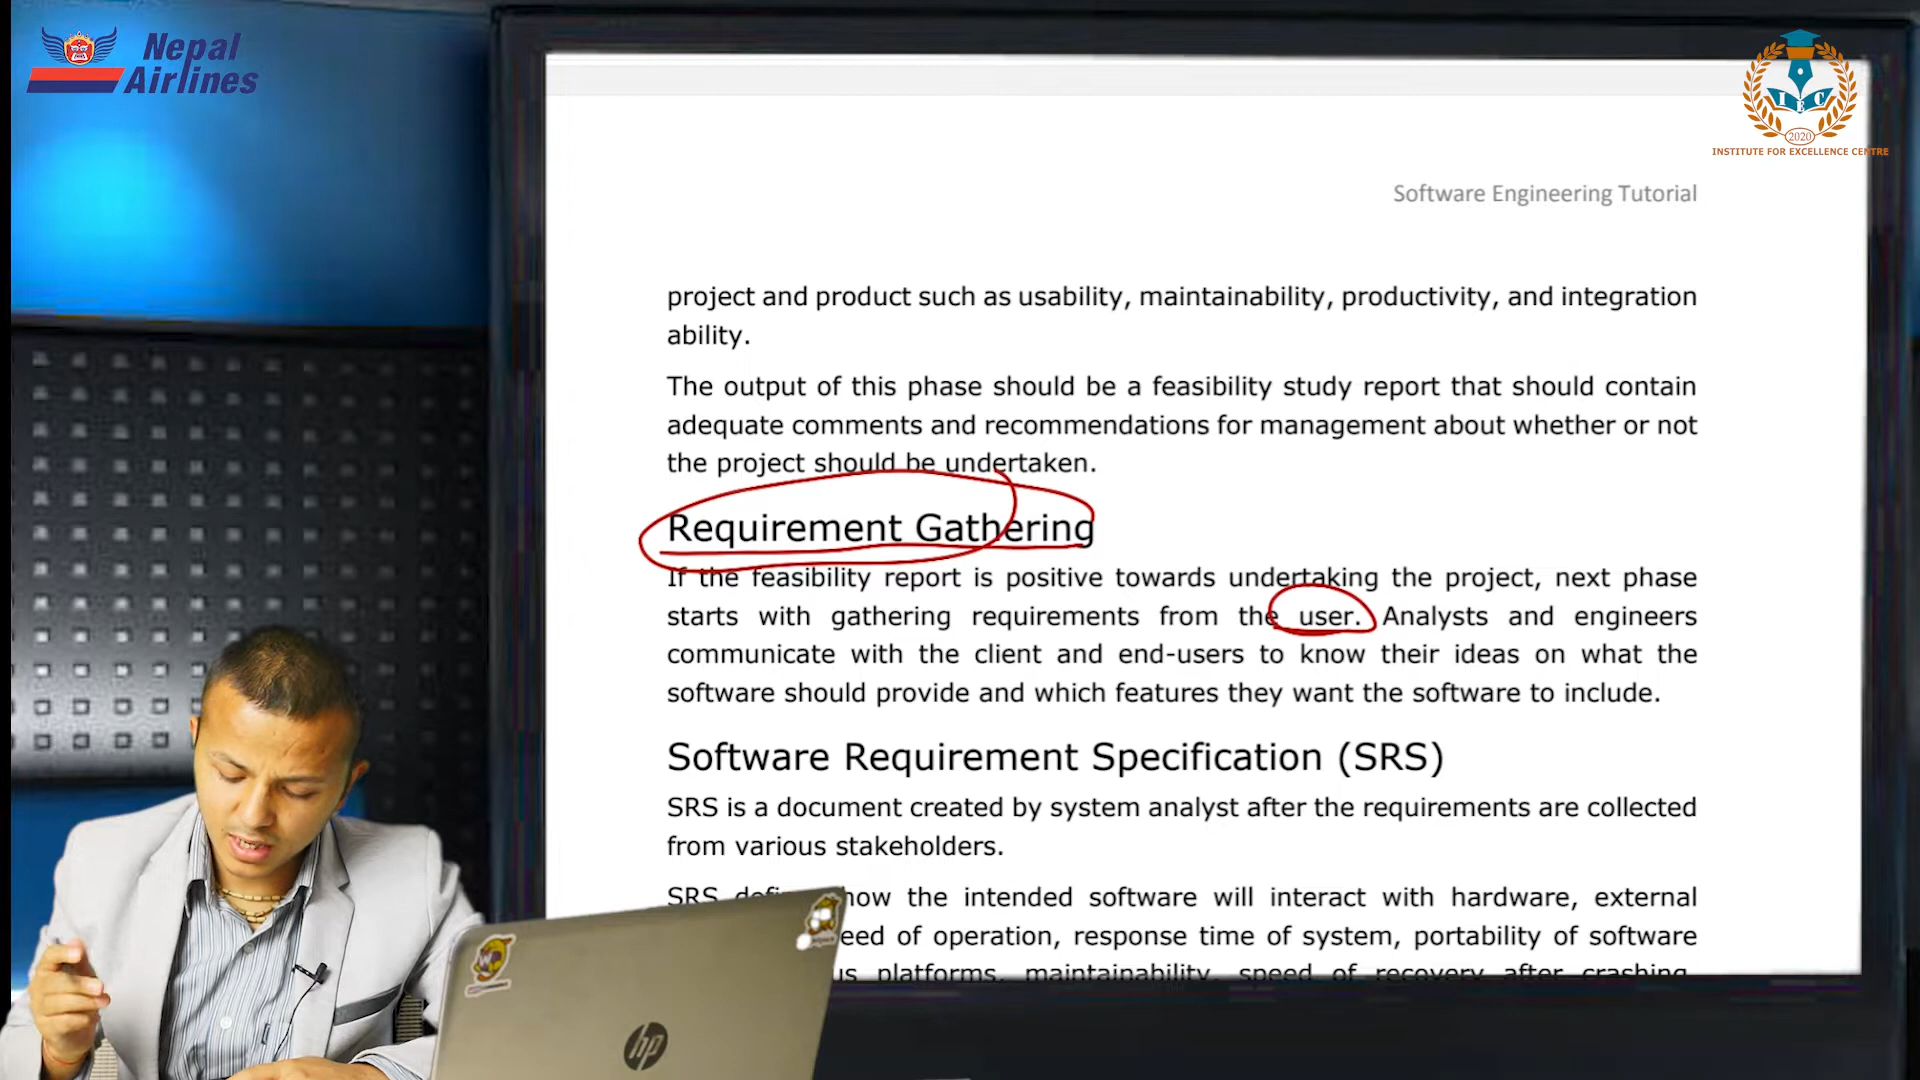 Nepal
Airlines
I E C
2020
INSTITUTE FOR EXCELLENCE CENTRE
Software Engineering Tutorial
project and product such as usability, maintainability, productivity, and integration
ability.
The output of this phase should be a feasibility study report that should contain
adequate comments and recommendations for management about whether or not
the project should be undertaken.
Requirement Gathering
If the feasibility report is positive towards undertaking the project, next phase
starts with gathering requirements from the user. Analysts and engineers
communicate with the client and end-users to know their ideas on what the
software should provide and which features they want the software to include.
Software Requirement Specification (SRS)
SRS is a document created by system analyst after the requirements are collected
from various stakeholders.
SRS how the intended software will interact with hardware, external
eed of operation, response time of system, portability of software
us platforms, maintainability, speed of recovery after crashing,
hp